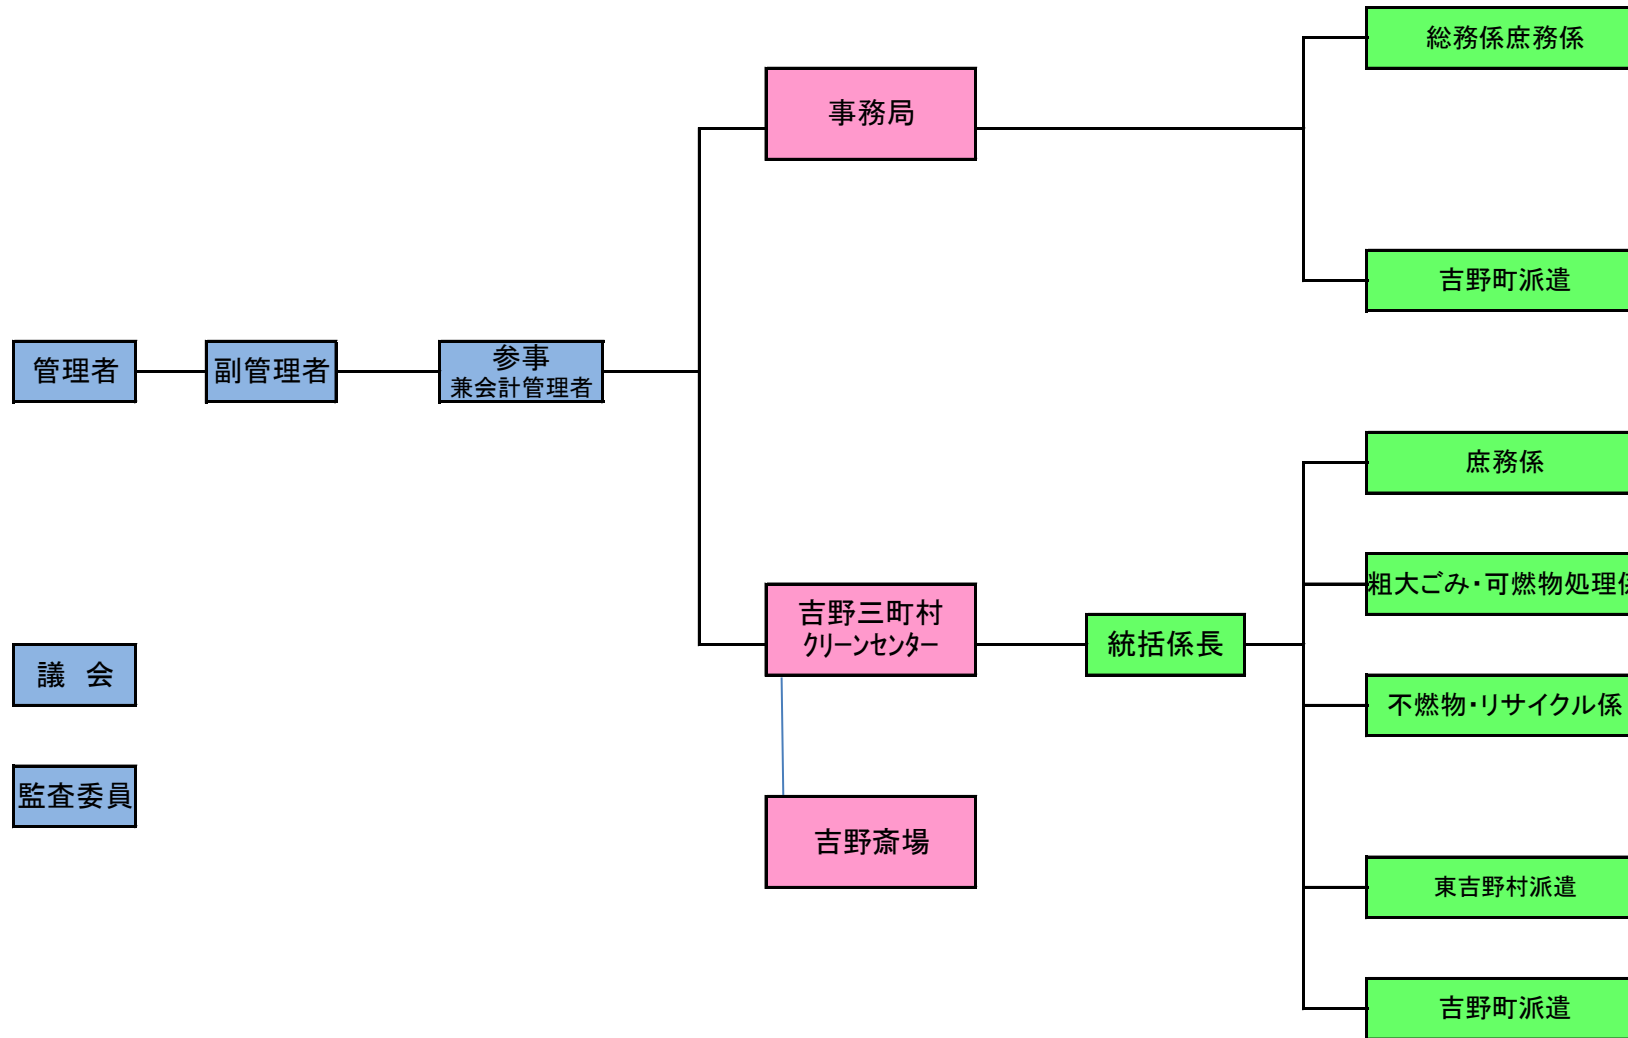 総務係庶務係
事務局
吉野町派遣
管理者
副管理者
参事
兼会計管理者
庶務係
粗大ごみ・可燃物処理係
吉野三町村
クリーンセンター
統括係長
議　会
不燃物・リサイクル係
監査委員
吉野斎場
東吉野村派遣
吉野町派遣